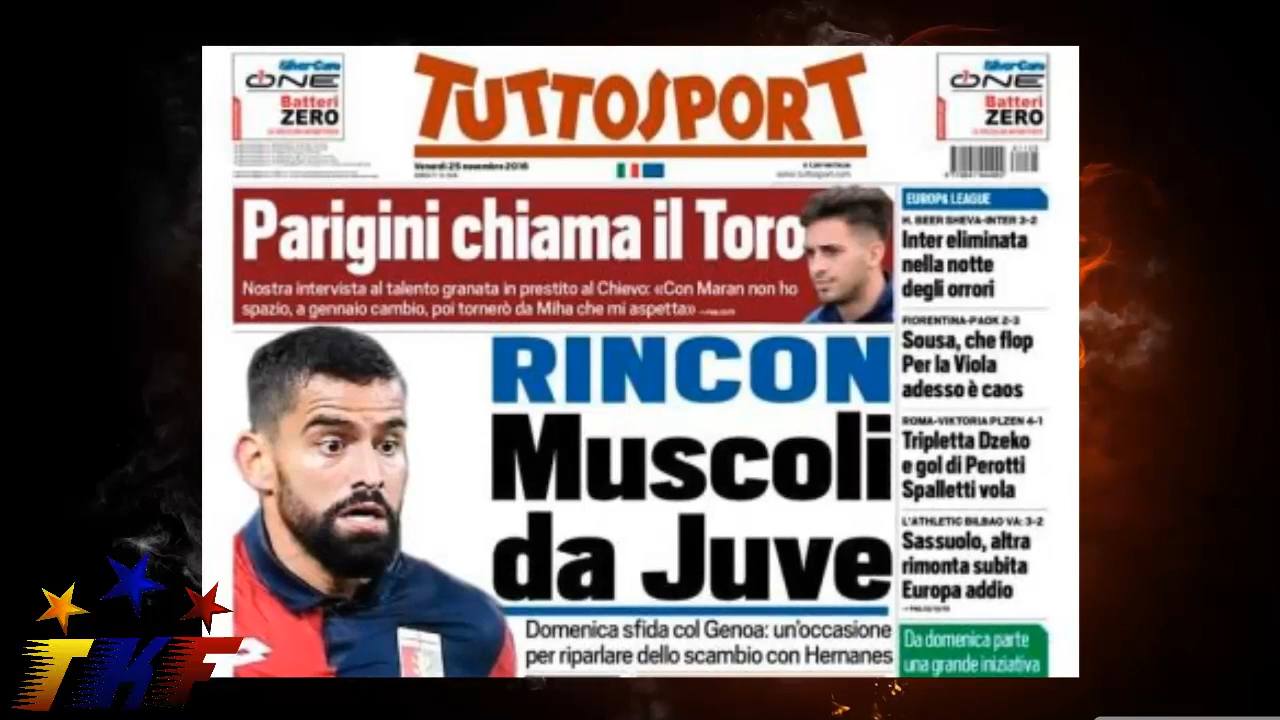 SilverCare
ONE
Batteri
ZERO
TUTTOSPORT
SilverCare
ONE
Batteri
ZERO
Venerdì 25 novembre 2016
Parigini chiama il Toro
Nostra intervista al talento granata in prestito al Chievo: «Con Maran non ho
spazio, a gennaio cambio, poi tornerò da Miha che mi aspetta»
RINCON
Muscoli
da Juve
Domenica sfida col Genoa: un'occasione
per riparlare dello scambio con Hernanes
EUROPA LEAGUE
H. BEER SHEVA-INTER 3-2
Inter eliminata
nella notte
degli orrori
FIORENTINA-PAOK 2-3
Sousa, che flop
Per la Viola
adesso è caos
ROMA-VIKTORIA PLZEN 4-1
Tripletta Dzeko
e gol di Perotti
Spalletti vola
L'ATHLETIC BILBAO VA: 3-2
Sassuolo, altra
rimonta subita
Europa addio
Da domenica parte
una grande iniziativa
TKF